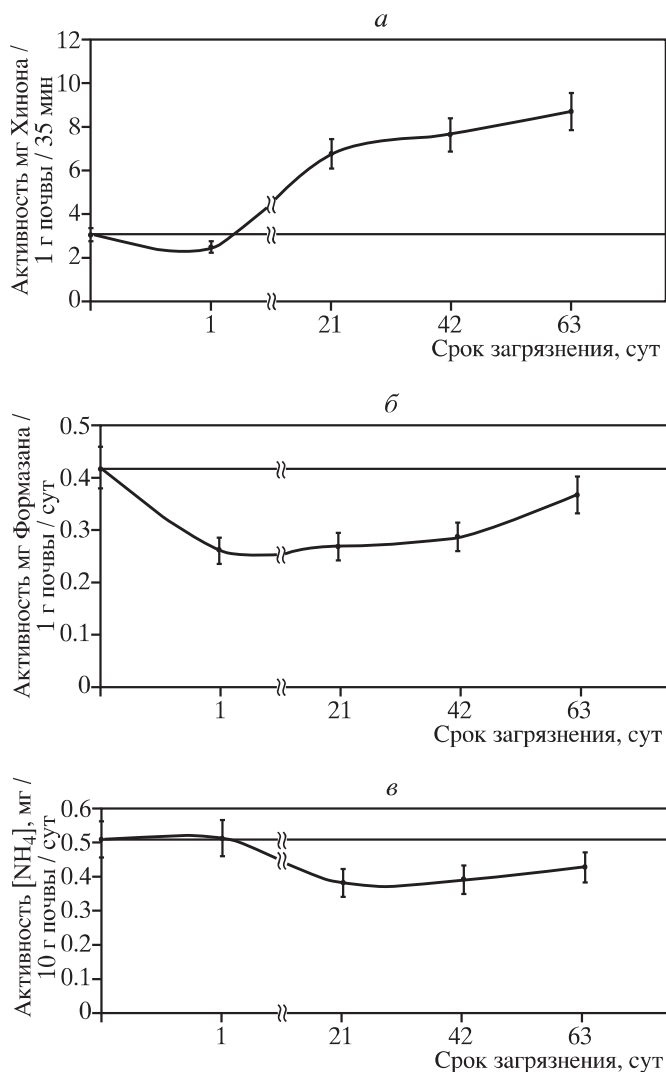 а
Активность мг Хинона /
1 г почвы / 35 мин
12
10
8
6
4
2
0
1
21
42
63
Срок загрязнения, сут
б
Активность мг Формазана /
1 г почвы / сут
0.5
0.4
0.3
0.2
0.1
0
1
21
42
63
Срок загрязнения, сут
в
Активность [NH4], мг /
10 г почвы / сут
0.6
0.5
0.4
0.3
0.2
0.1
0
1
21
42
63
Срок загрязнения, сут